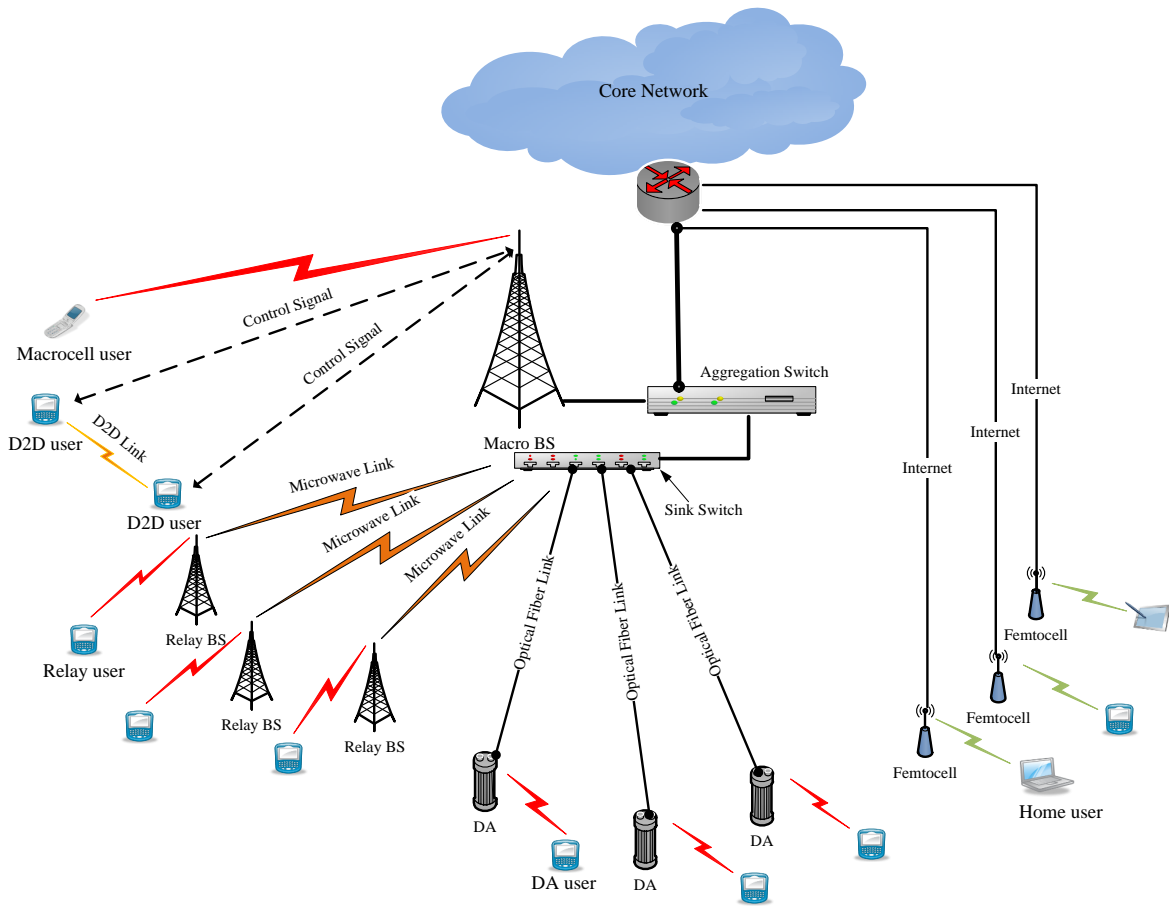 Core Network
Control Signal
Control Signal
Macrocell user
Aggregation Switch
Internet
Internet
Internet
D2D user
D2D Link
Macro BS
Microwave Link
D2D user
Microwave Link
Microwave Link
Sink Switch
Optical Fiber Link
Optical Fiber Link
Optical Fiber Link
Relay BS
Relay user
Relay BS
Relay BS
Femtocell
Femtocell
Femtocell
Home user
DA
DA
DA
DA user